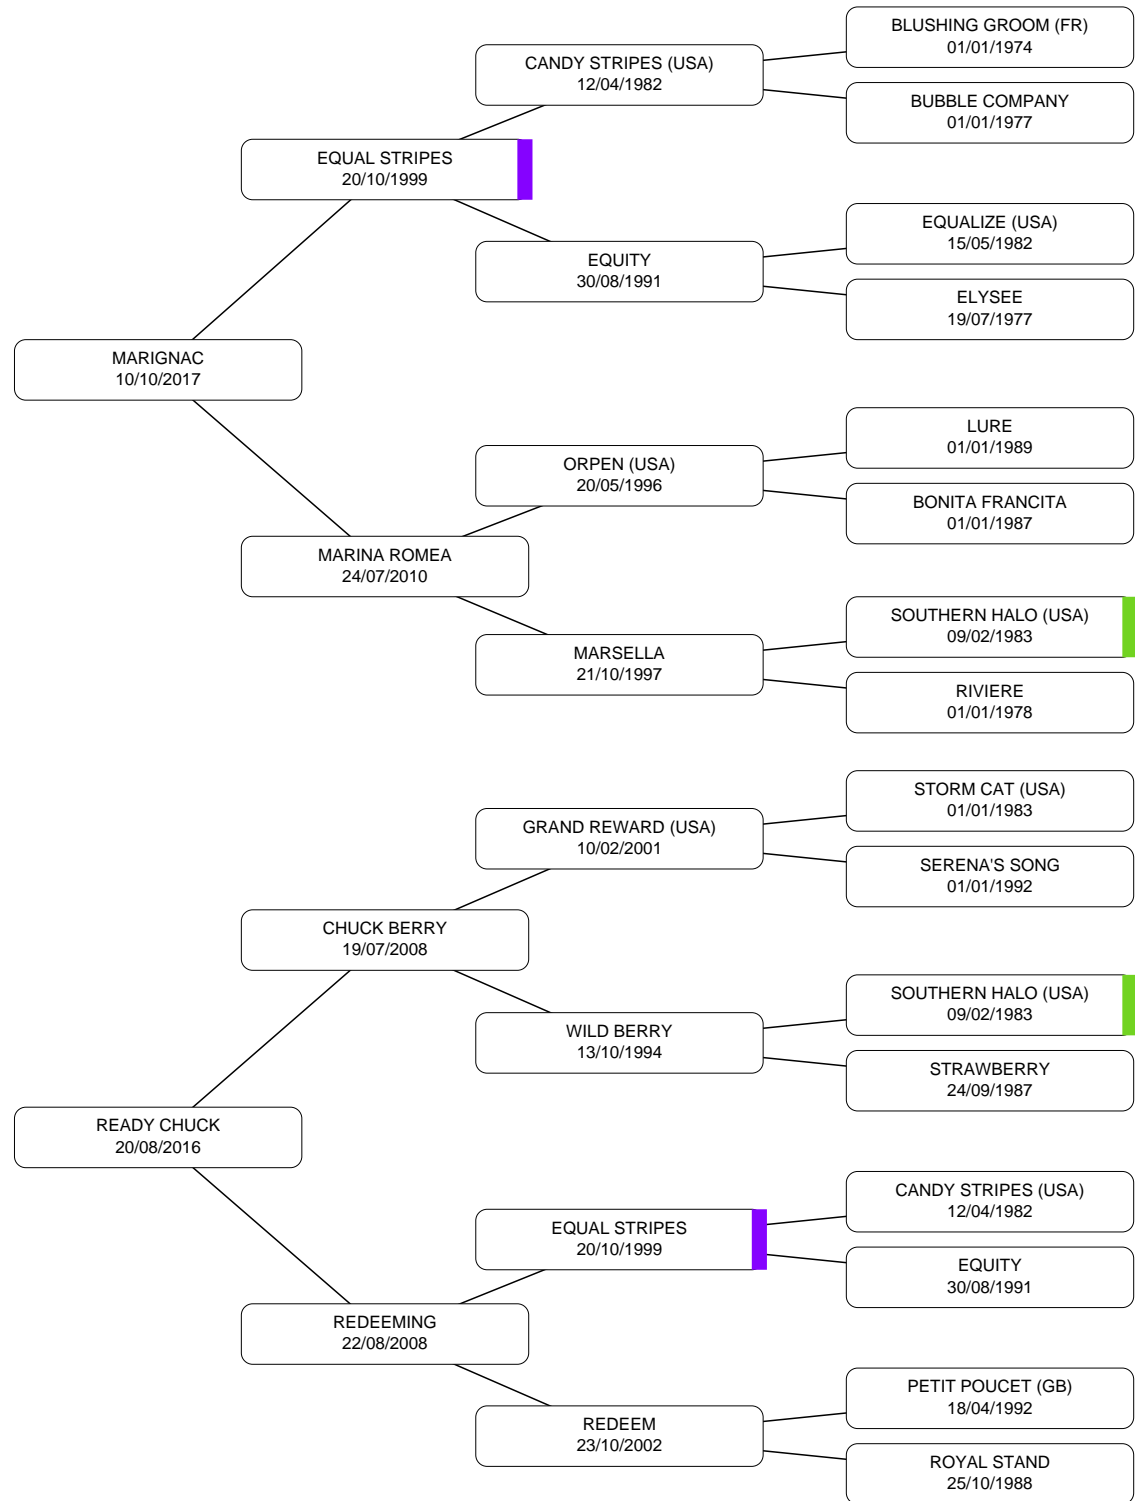 BLUSHING GROOM (FR)
01/01/1974
CANDY STRIPES (USA)
12/04/1982
BUBBLE COMPANY
01/01/1977
EQUAL STRIPES
20/10/1999
EQUALIZE (USA)
15/05/1982
EQUITY
30/08/1991
ELYSEE
19/07/1977
MARIGNAC
10/10/2017
LURE
01/01/1989
ORPEN (USA)
20/05/1996
BONITA FRANCITA
01/01/1987
MARINA ROMEA
24/07/2010
SOUTHERN HALO (USA)
09/02/1983
MARSELLA
21/10/1997
RIVIERE
01/01/1978
STORM CAT (USA)
01/01/1983
GRAND REWARD (USA)
10/02/2001
SERENA'S SONG
01/01/1992
CHUCK BERRY
19/07/2008
SOUTHERN HALO (USA)
09/02/1983
WILD BERRY
13/10/1994
STRAWBERRY
24/09/1987
READY CHUCK
20/08/2016
CANDY STRIPES (USA)
12/04/1982
EQUAL STRIPES
20/10/1999
EQUITY
30/08/1991
REDEEMING
22/08/2008
PETIT POUCET (GB)
18/04/1992
REDEEM
23/10/2002
ROYAL STAND
25/10/1988